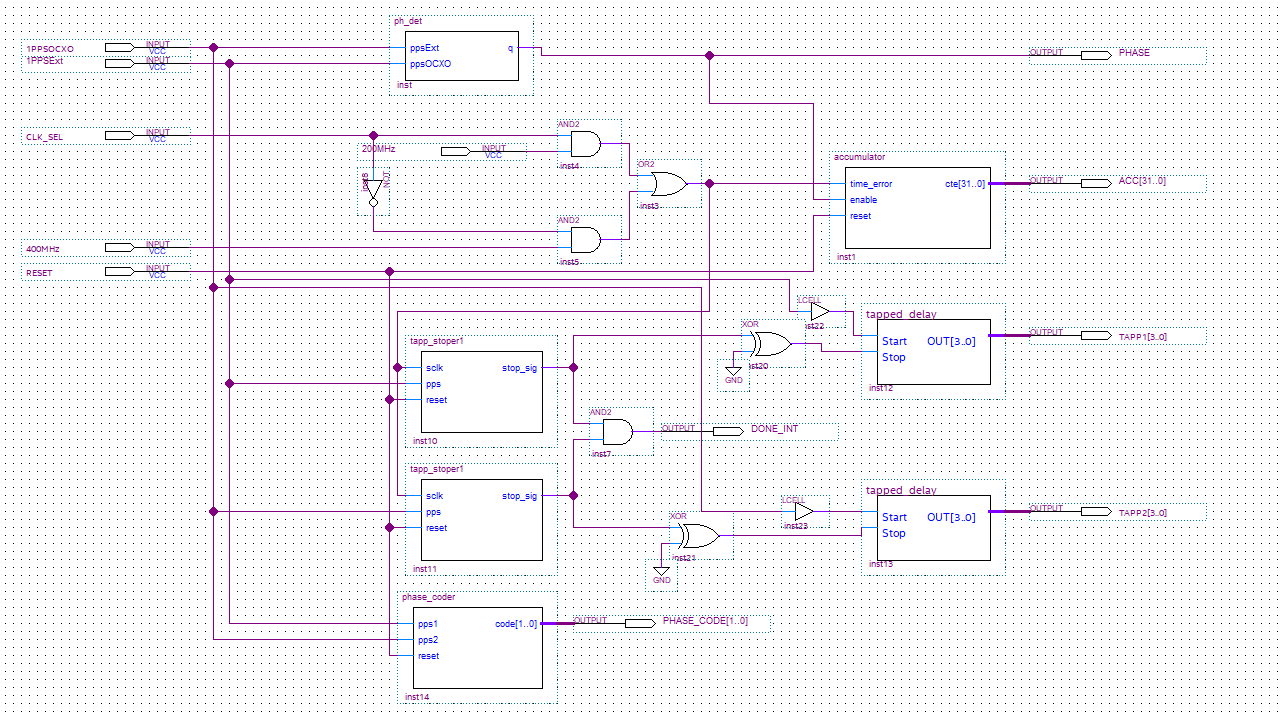 ph_det
1PPSOCXO
INPUT
VCC
ppsExt
q
1PPSExt
INPUT
VCC
ppsOCXO
OUTPUT
PHASE
inst
CLK_SEL
INPUT
VCC
AND2
200MHz
INPUT
VCC
inst4
NOT
OR2
inst3
accumulator
time_error
cte[31..0]
enable
reset
inst1
OUTPUT
ACC[31..0]
AND2
inst5
400MHz
INPUT
VCC
RESET
INPUT
VCC
LCELL
inst22
tapped_delay
Start
OUT[3..0]
Stop
inst12
OUTPUT
TAPP1[3..0]
XOR
inst20
GND
tapp_stoper1
sclk
stop_sig
pps
reset
inst10
AND2
inst7
OUTPUT
DONE_INT
tapp_stoper1
sclk
stop_sig
pps
reset
inst11
LCELL
inst23
tapped_delay
Start
OUT[3..0]
Stop
inst13
OUTPUT
TAPP2[3..0]
XOR
inst21
GND
phase_coder
pps1
code[1..0]
pps2
reset
inst14
OUTPUT
PHASE_CODE[1..0]